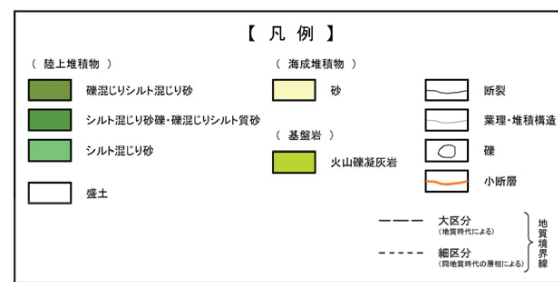 【 凡 例 】
（ 陸上堆積物 ）
礫混じりシルト混じり砂
シルト混じり砂礫・礫混じりシルト質砂
シルト混じり砂
盛土
（ 海成堆積物 ）
砂
（ 基盤岩 ）
火山礫凝灰岩
断裂
葉理・堆積構造
礫
小断層
大区分
(地質時代による)
細区分
(同地質時代の層相による)
地質境界線